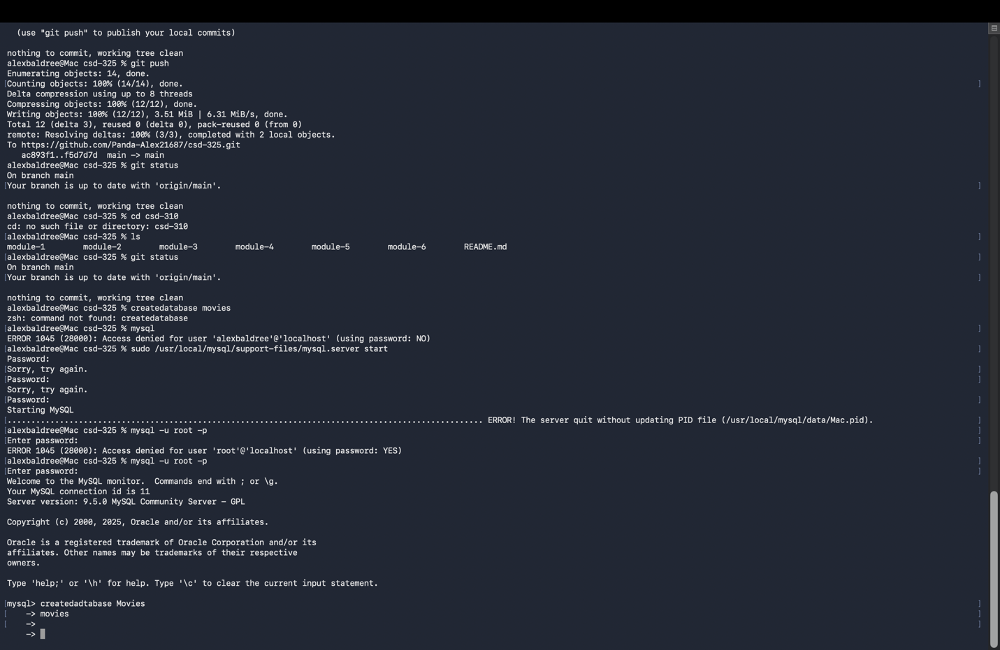 (use "git push" to publish your local commits)
nothing to commit, working tree clean
alexbaldree@Mac csd-325 % git push
Enumerating objects: 14, done.
[Counting objects: 100% (14/14), done. ]
Delta compression using up to 8 threads
Compressing objects: 100% (12/12), done.
Writing objects: 100% (12/12), 3.51 MiB | 6.31 MiB/s, done.
Total 12 (delta 3), reused 0 (delta 0), pack-reused 0 (from 0)
remote: Resolving deltas: 100% (3/3), completed with 2 local objects.
To https://github.com/Panda-Alex21687/csd-325.git
ac893f1..f5d7d7d  main -> main
alexbaldree@Mac csd-325 % git status
On branch main
[Your branch is up to date with 'origin/main'. ]
nothing to commit, working tree clean
alexbaldree@Mac csd-325 % cd csd-310
cd: no such file or directory: csd-310
[alexbaldree@Mac csd-325 % ls ]
module-1 module-2 module-3 module-4 module-5 module-6 README.md
[alexbaldree@Mac csd-325 % git status ]
On branch main
[Your branch is up to date with 'origin/main'. ]
nothing to commit, working tree clean
alexbaldree@Mac csd-325 % createdatabase movies
zsh: command not found: createdatabase
[alexbaldree@Mac csd-325 % mysql ]
ERROR 1045 (28000): Access denied for user 'alexbaldree'@'localhost' (using password: NO)
[alexbaldree@Mac csd-325 % sudo /usr/local/mysql/support-files/mysql.server start ]
Password:
[Sorry, try again. ]
[Password: ]
Sorry, try again.
[Password: ]
Starting MySQL
[.................................................................................................... ERROR! The server quit without updating PID file (/usr/local/mysql/data/Mac.pid). ]
[alexbaldree@Mac csd-325 % mysql -u root -p ]
[Enter password: ]
ERROR 1045 (28000): Access denied for user 'root'@'localhost' (using password: YES)
[alexbaldree@Mac csd-325 % mysql -u root -p ]
[Enter password: ]
Welcome to the MySQL monitor.  Commands end with ; or \g.
Your MySQL connection id is 11
Server version: 9.5.0 MySQL Community Server - GPL
Copyright (c) 2000, 2025, Oracle and/or its affiliates.
Oracle is a registered trademark of Oracle Corporation and/or its
affiliates. Other names may be trademarks of their respective
owners.
Type 'help;' or '\h' for help. Type '\c' to clear the current input statement.
[mysql> createdadtabase Movies ]
[    -> movies ]
[    -> ]
->